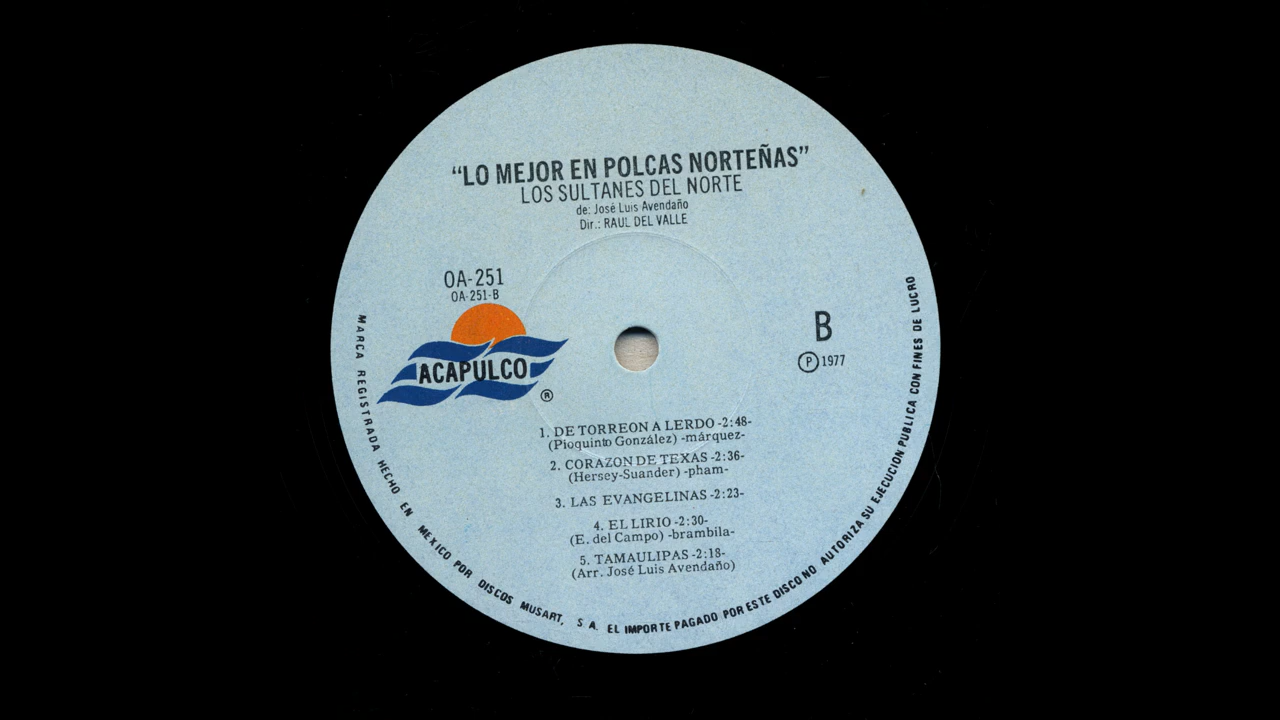 “LO MEJOR EN POLCAS NORTEÑAS”
LOS SULTANES DEL NORTE
de: José Luis Avendaño
Dir.: RAUL DEL VALLE
OA-251
OA-251-B
ACAPULCO
®
B
Ⓟ 1977
1. DE TORREON A LERDO -2:48-
(Pioquinto González) -márquez-
2. CORAZON DE TEXAS -2:36-
(Hersey-Suander) -pham-
3. LAS EVANGELINAS -2:23-
4. EL LIRIO -2:30-
(E. del Campo) -brambila-
5. TAMAULIPAS -2:18-
(Arr. José Luis Avendaño)
MARCA REGISTRADA HECHO EN MEXICO POR DISCOS MUSART, S A. EL IMPORTE PAGADO POR ESTE DISCO NO AUTORIZA SU EJECUCION PUBLICA CON FINES DE LUCRO